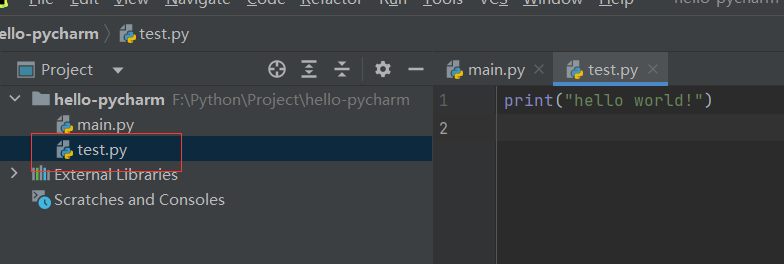 File Edit View Navigate Code Refactor Run Tools VCS Window Help hello-pycharm
ello-pycharm test.py
Project
main.py test.py
hello-pycharm F:\Python\Project\hello-pycharm
main.py
test.py
External Libraries
Scratches and Consoles
1 print("hello world!")
2